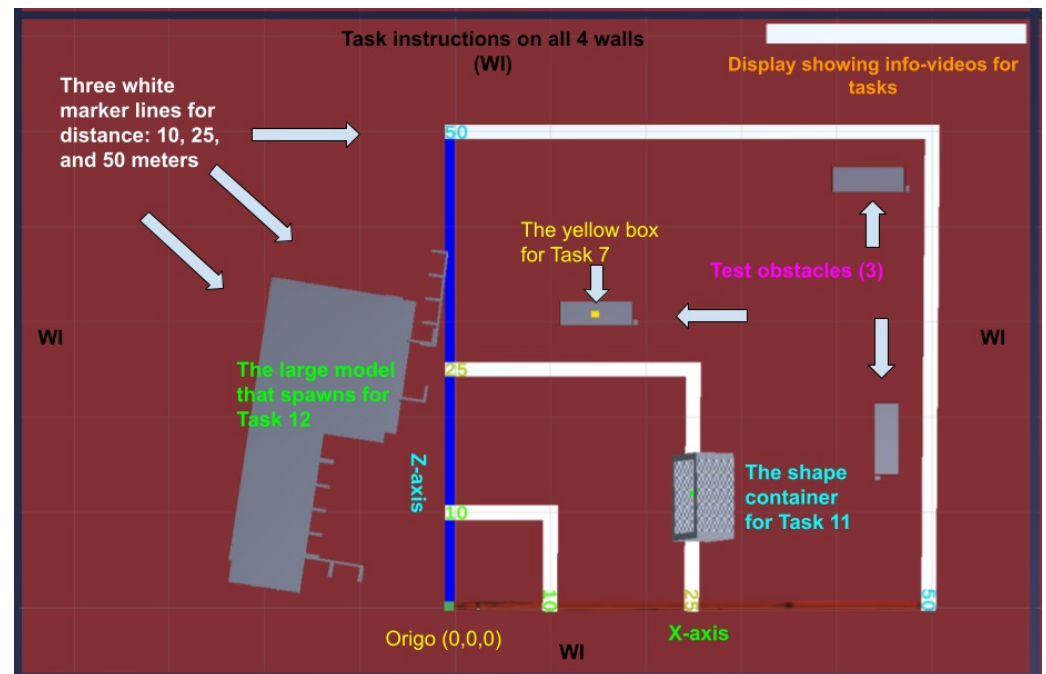 Task instructions on all 4 walls
(WI)
Display showing info-videos for
tasks
Three white
marker lines for
distance: 10, 25,
and 50 meters
50
The yellow box
for Task 7
Test obstacles (3)
WI
WI
The large model
that spawns for
Task 12
25
Z-axis
The shape
container
for Task 11
10
10
25
50
Origo (0,0,0)
X-axis
WI